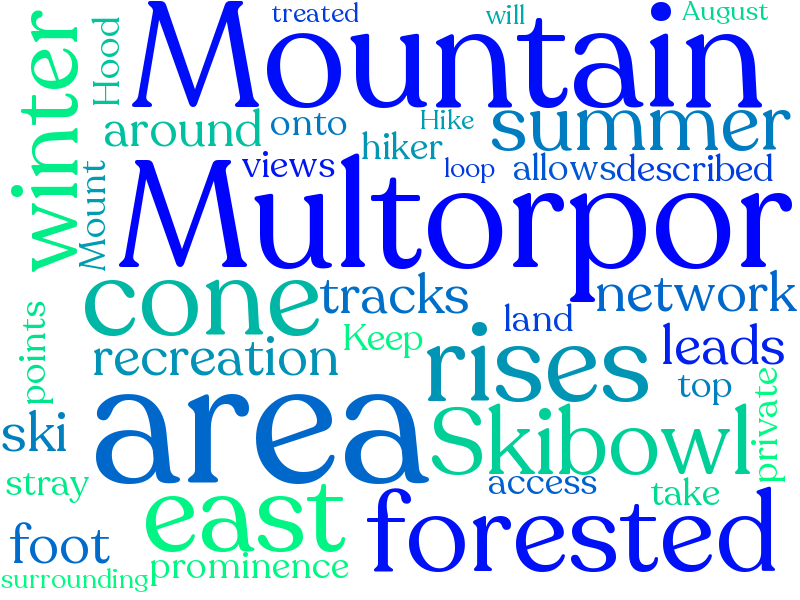 treated
will
August
Mountain
Hood
winter
around
onto
Hike
summer
hiker
views
loop
allows
described
Mount
Multorpor
cone
tracks
network
points
land
Keep
recreation
rises
leads
top
private
area
ski
Skibowl
stray
access
take
east
forested
foot
prominence
surrounding